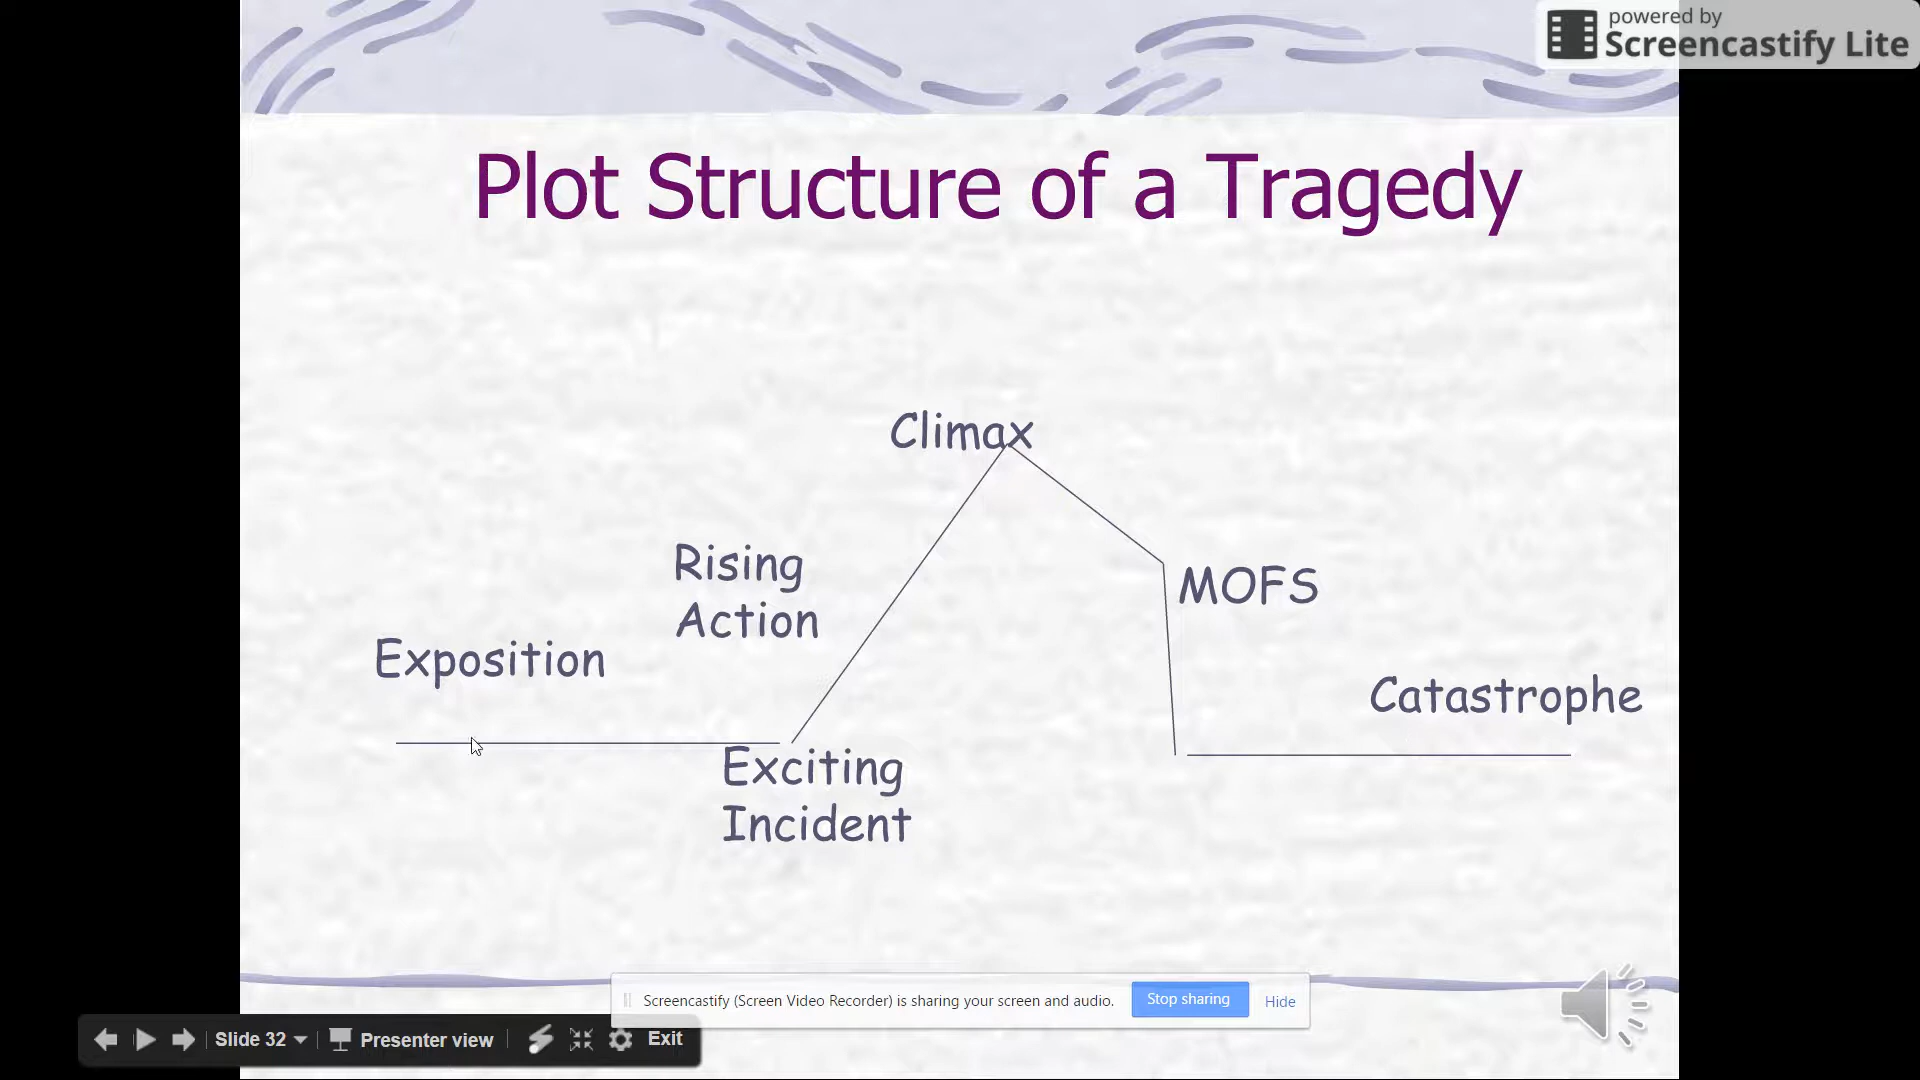 powered by
Screencastify Lite
Plot Structure of a Tragedy
Climax
Rising
Action
MOFS
Exposition
Catastrophe
Exciting
Incident
Screencastify (Screen Video Recorder) is sharing your screen and audio.
Stop sharing
Hide
Slide 32
Presenter view
Exit